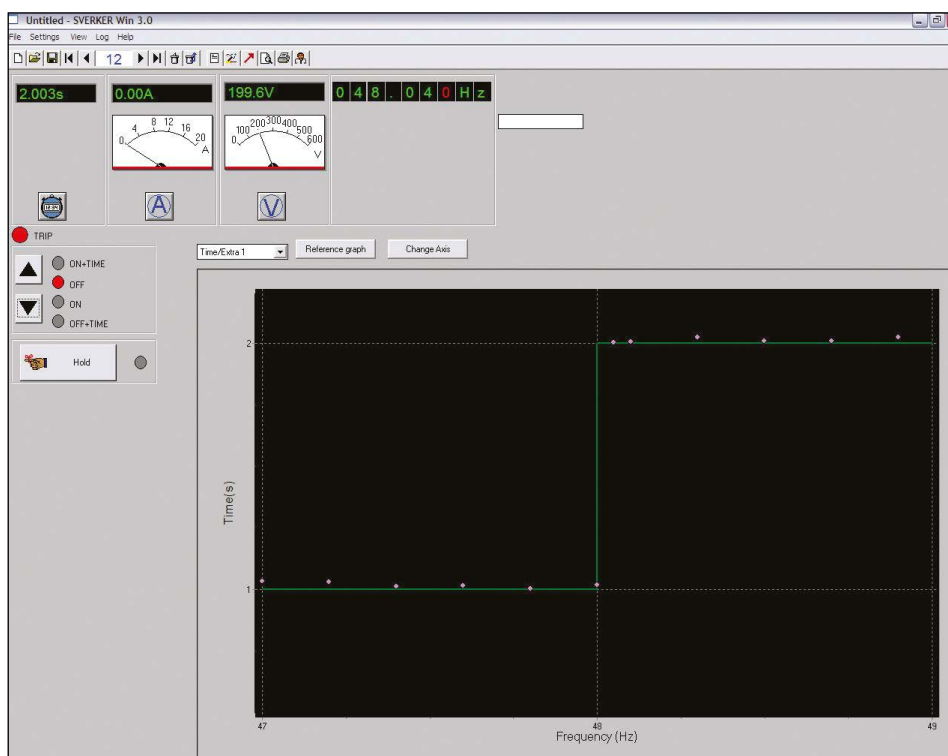 Untitled - SVERKER Win 3.0
File Settings View Log Help
12
2.003s
0.00A
199.6V
048.040Hz
0 4 8 12 16 20 A
0 100 200 300 400 500 600 V
A
V
TRIP
ON+TIME
OFF
ON
OFF+TIME
Hold
Time/Extra 1
Reference graph
Change Axis
2
1
Time(s)
47 48 49
Frequency (Hz)